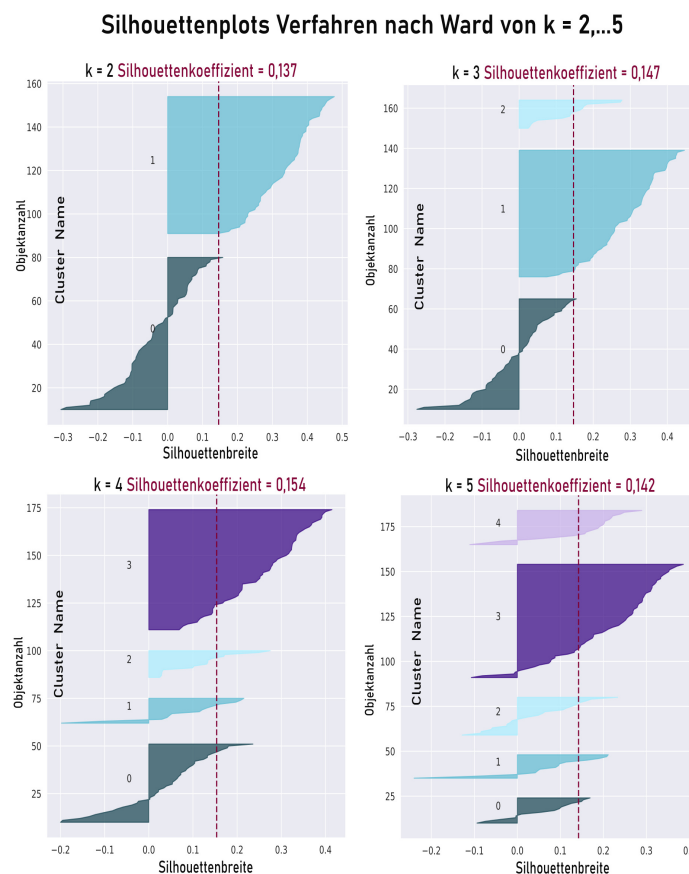 Silhouettenplots Verfahren nach Ward von k = 2,...5
k = 2 Silhouettenkoeffizient = 0,137
160
140
120
100
80
60
40
20
Objektanzahl
Cluster Name
1
0
−0.3 −0.2 −0.1 0.0 0.1 0.2 0.3 0.4 0.5
Silhouettenbreite
k = 3 Silhouettenkoeffizient = 0,147
160
140
120
100
80
60
40
20
Objektanzahl
Cluster Name
2
1
0
−0.3 −0.2 −0.1 0.0 0.1 0.2 0.3 0.4
Silhouettenbreite
k = 4 Silhouettenkoeffizient = 0,154
175
150
125
100
75
50
25
Objektanzahl
Cluster Name
3
2
1
0
−0.2 −0.1 0.0 0.1 0.2 0.3 0.4
Silhouettenbreite
k = 5 Silhouettenkoeffizient = 0,142
175
150
125
100
75
50
25
Objektanzahl
Cluster Name
4
3
2
1
0
−0.2 −0.1 0.0 0.1 0.2 0.3
Silhouettenbreite